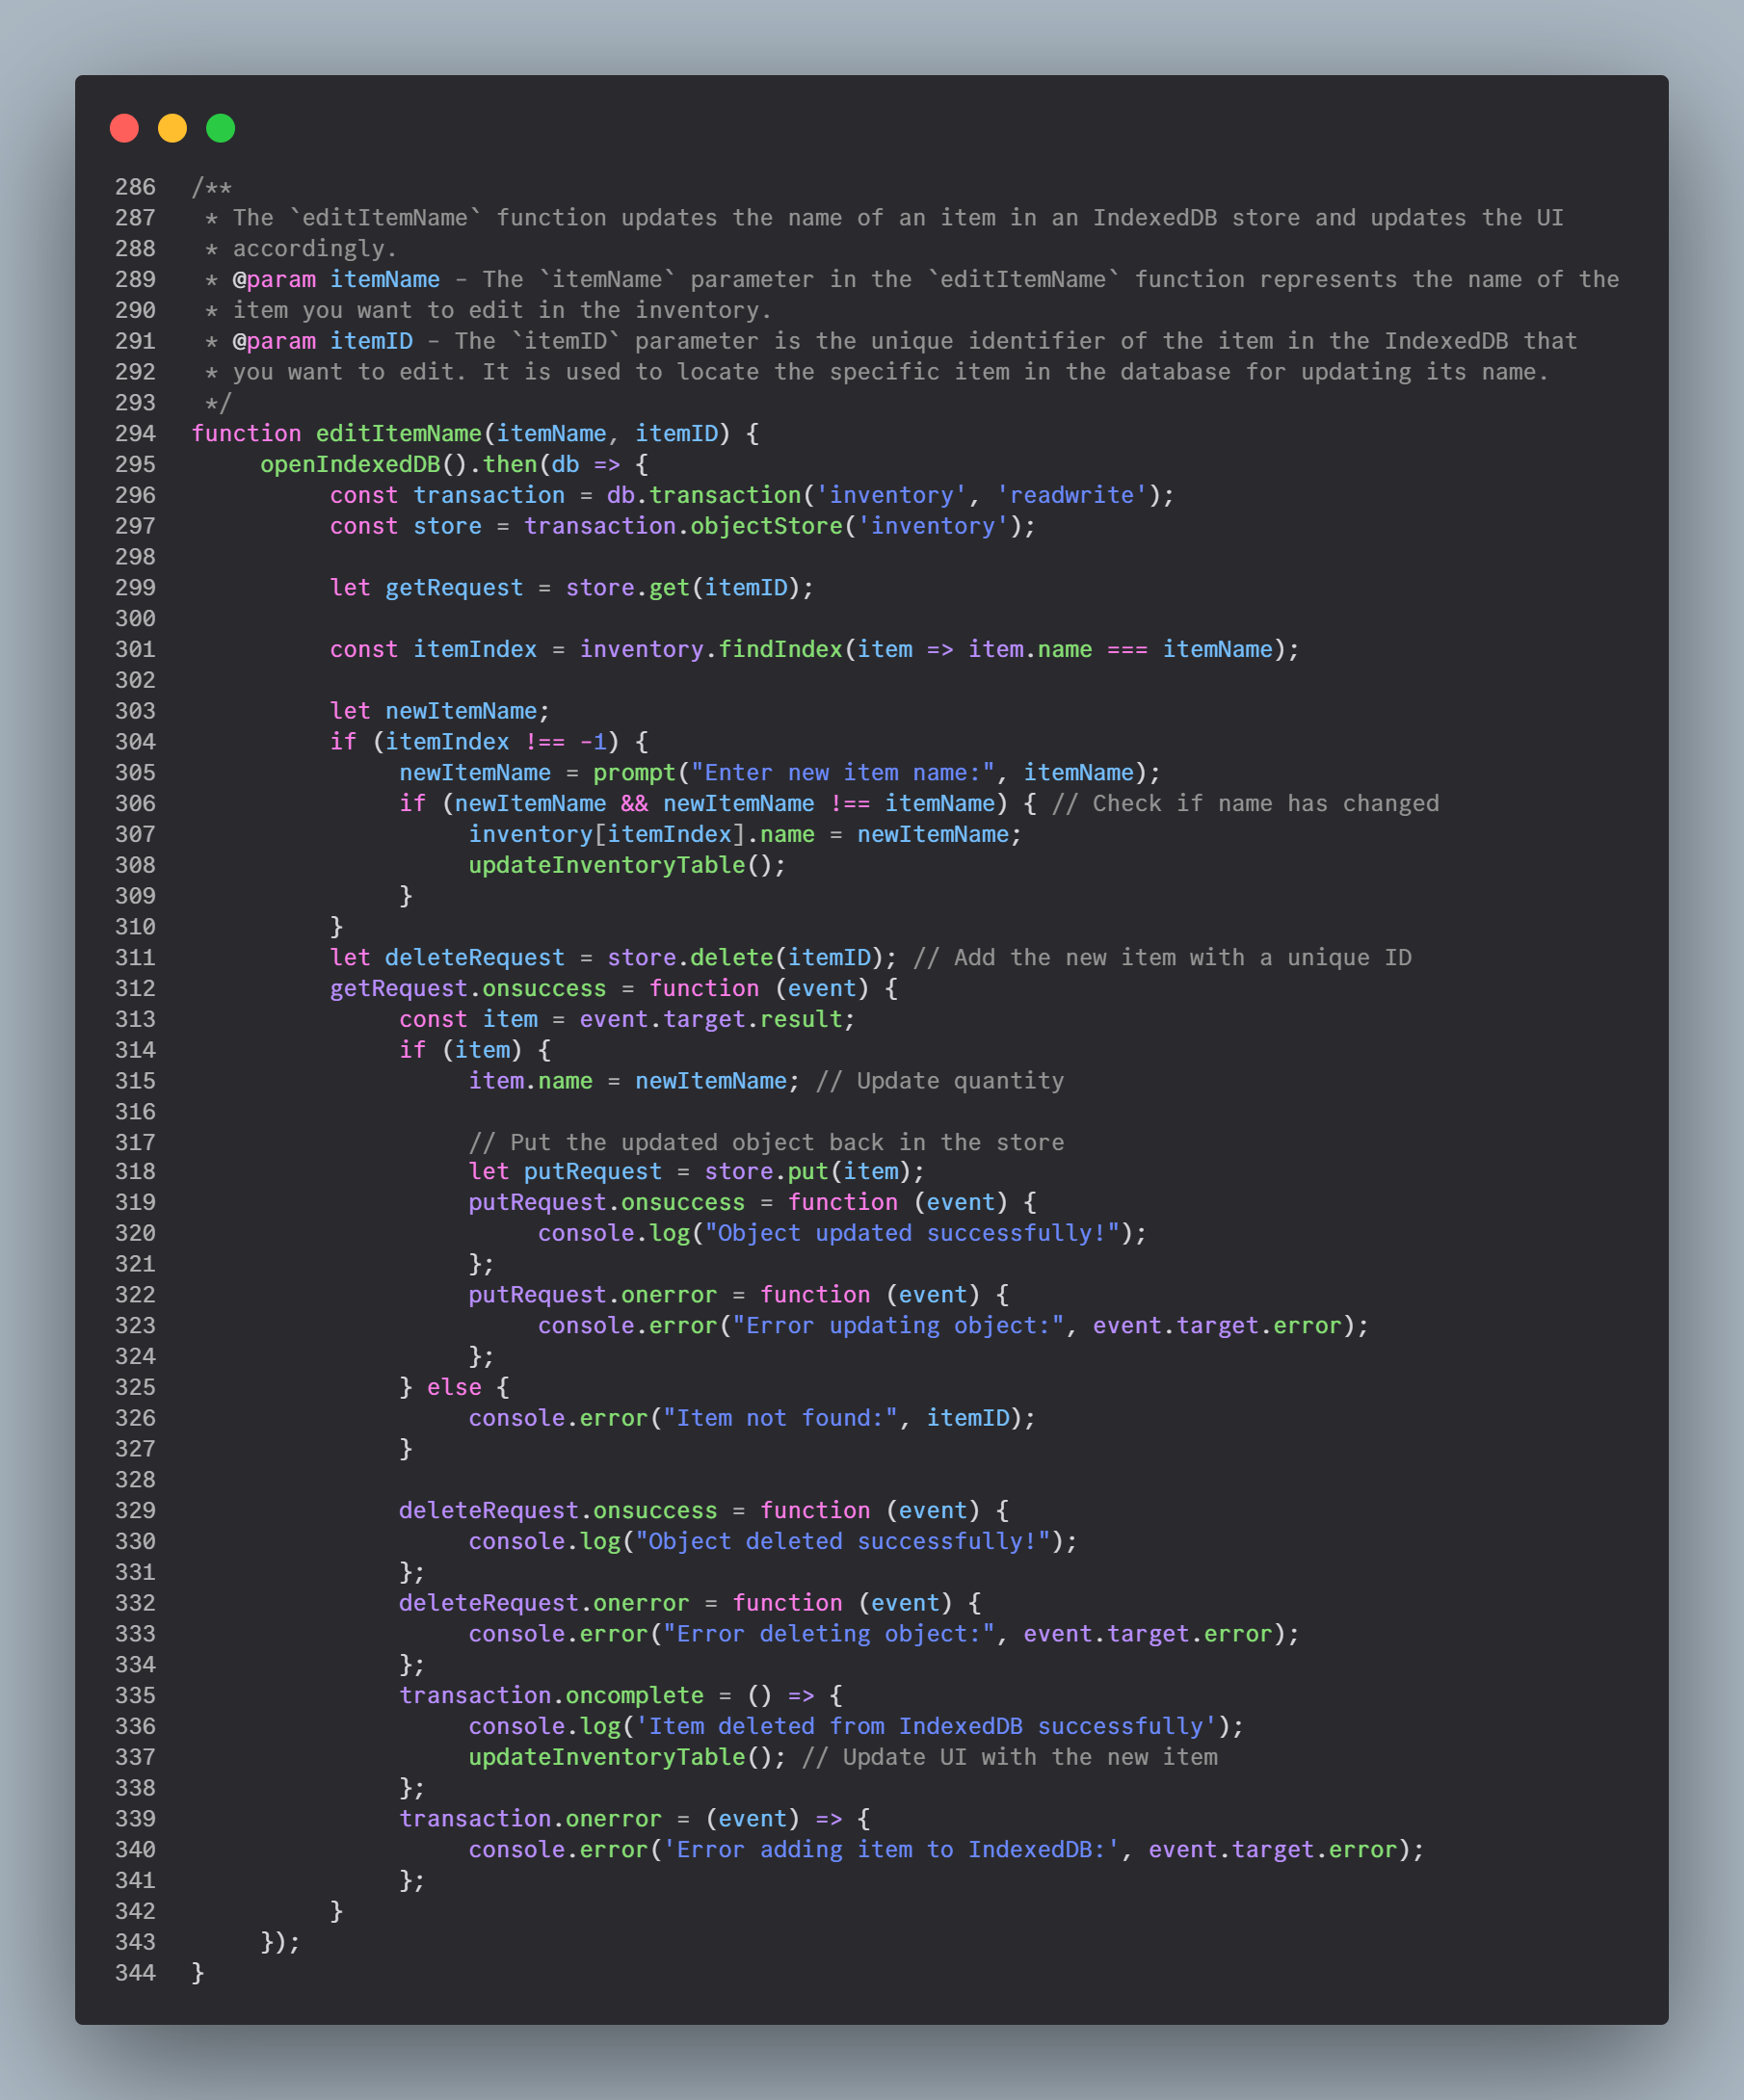 286 /**
287  * The `editItemName` function updates the name of an item in an IndexedDB store and updates the UI
288  * accordingly.
289  * @param itemName - The `itemName` parameter in the `editItemName` function represents the name of the
290  * item you want to edit in the inventory.
291  * @param itemID - The `itemID` parameter is the unique identifier of the item in the IndexedDB that
292  * you want to edit. It is used to locate the specific item in the database for updating its name.
293  */
294 function editItemName(itemName, itemID) {
295      openIndexedDB().then(db => {
296           const transaction = db.transaction('inventory', 'readwrite');
297           const store = transaction.objectStore('inventory');
298
299           let getRequest = store.get(itemID);
300
301           const itemIndex = inventory.findIndex(item => item.name === itemName);
302
303           let newItemName;
304           if (itemIndex !== -1) {
305                newItemName = prompt("Enter new item name:", itemName);
306                if (newItemName && newItemName !== itemName) { // Check if name has changed
307                     inventory[itemIndex].name = newItemName;
308                     updateInventoryTable();
309                }
310           }
311           let deleteRequest = store.delete(itemID); // Add the new item with a unique ID
312           getRequest.onsuccess = function (event) {
313                const item = event.target.result;
314                if (item) {
315                     item.name = newItemName; // Update quantity
316
317                     // Put the updated object back in the store
318                     let putRequest = store.put(item);
319                     putRequest.onsuccess = function (event) {
320                          console.log("Object updated successfully!");
321                     };
322                     putRequest.onerror = function (event) {
323                          console.error("Error updating object:", event.target.error);
324                     };
325                } else {
326                     console.error("Item not found:", itemID);
327                }
328
329                deleteRequest.onsuccess = function (event) {
330                     console.log("Object deleted successfully!");
331                };
332                deleteRequest.onerror = function (event) {
333                     console.error("Error deleting object:", event.target.error);
334                };
335                transaction.oncomplete = () => {
336                     console.log('Item deleted from IndexedDB successfully');
337                     updateInventoryTable(); // Update UI with the new item
338                };
339                transaction.onerror = (event) => {
340                     console.error('Error adding item to IndexedDB:', event.target.error);
341                };
342           }
343      });
344 }